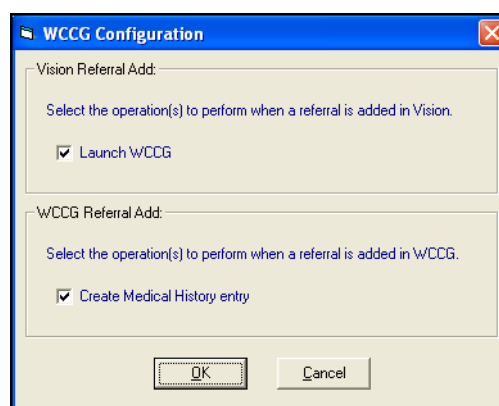 WCCG Configuration
Vision Referral Add:
Select the operation(s) to perform when a referral is added in Vision.
Launch WCCG
WCCG Referral Add:
Select the operation(s) to perform when a referral is added in WCCG.
Create Medical History entry
OK
Cancel